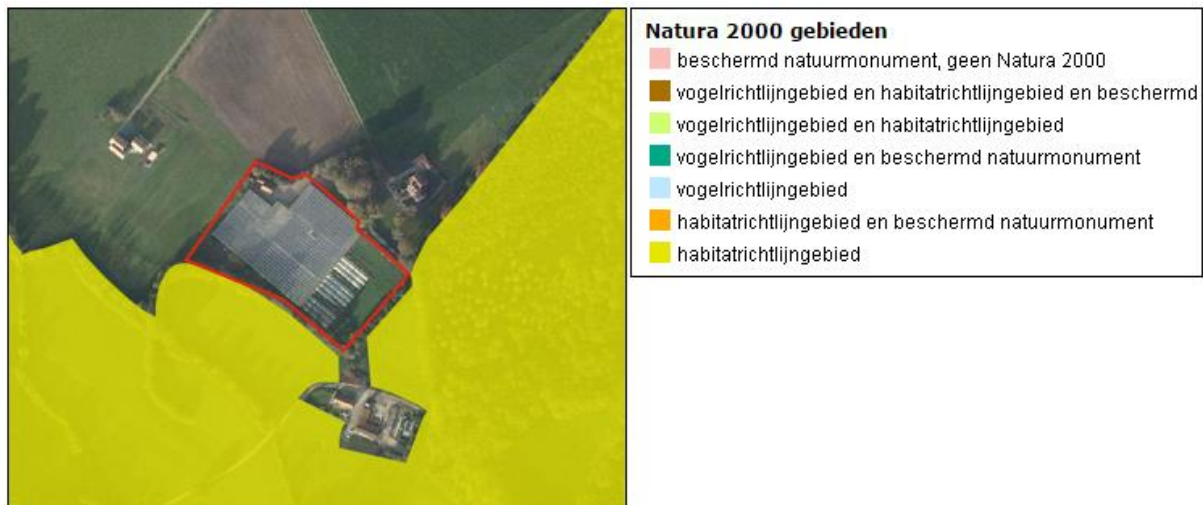 Natura 2000 gebieden
beschermd natuurmonument, geen Natura 2000
vogelrichtlijngebied en habitatrichtlijngebied en beschermd
vogelrichtlijngebied en habitatrichtlijngebied
vogelrichtlijngebied en beschermd natuurmonument
vogelrichtlijngebied
habitatrichtlijngebied en beschermd natuurmonument
habitatrichtlijngebied